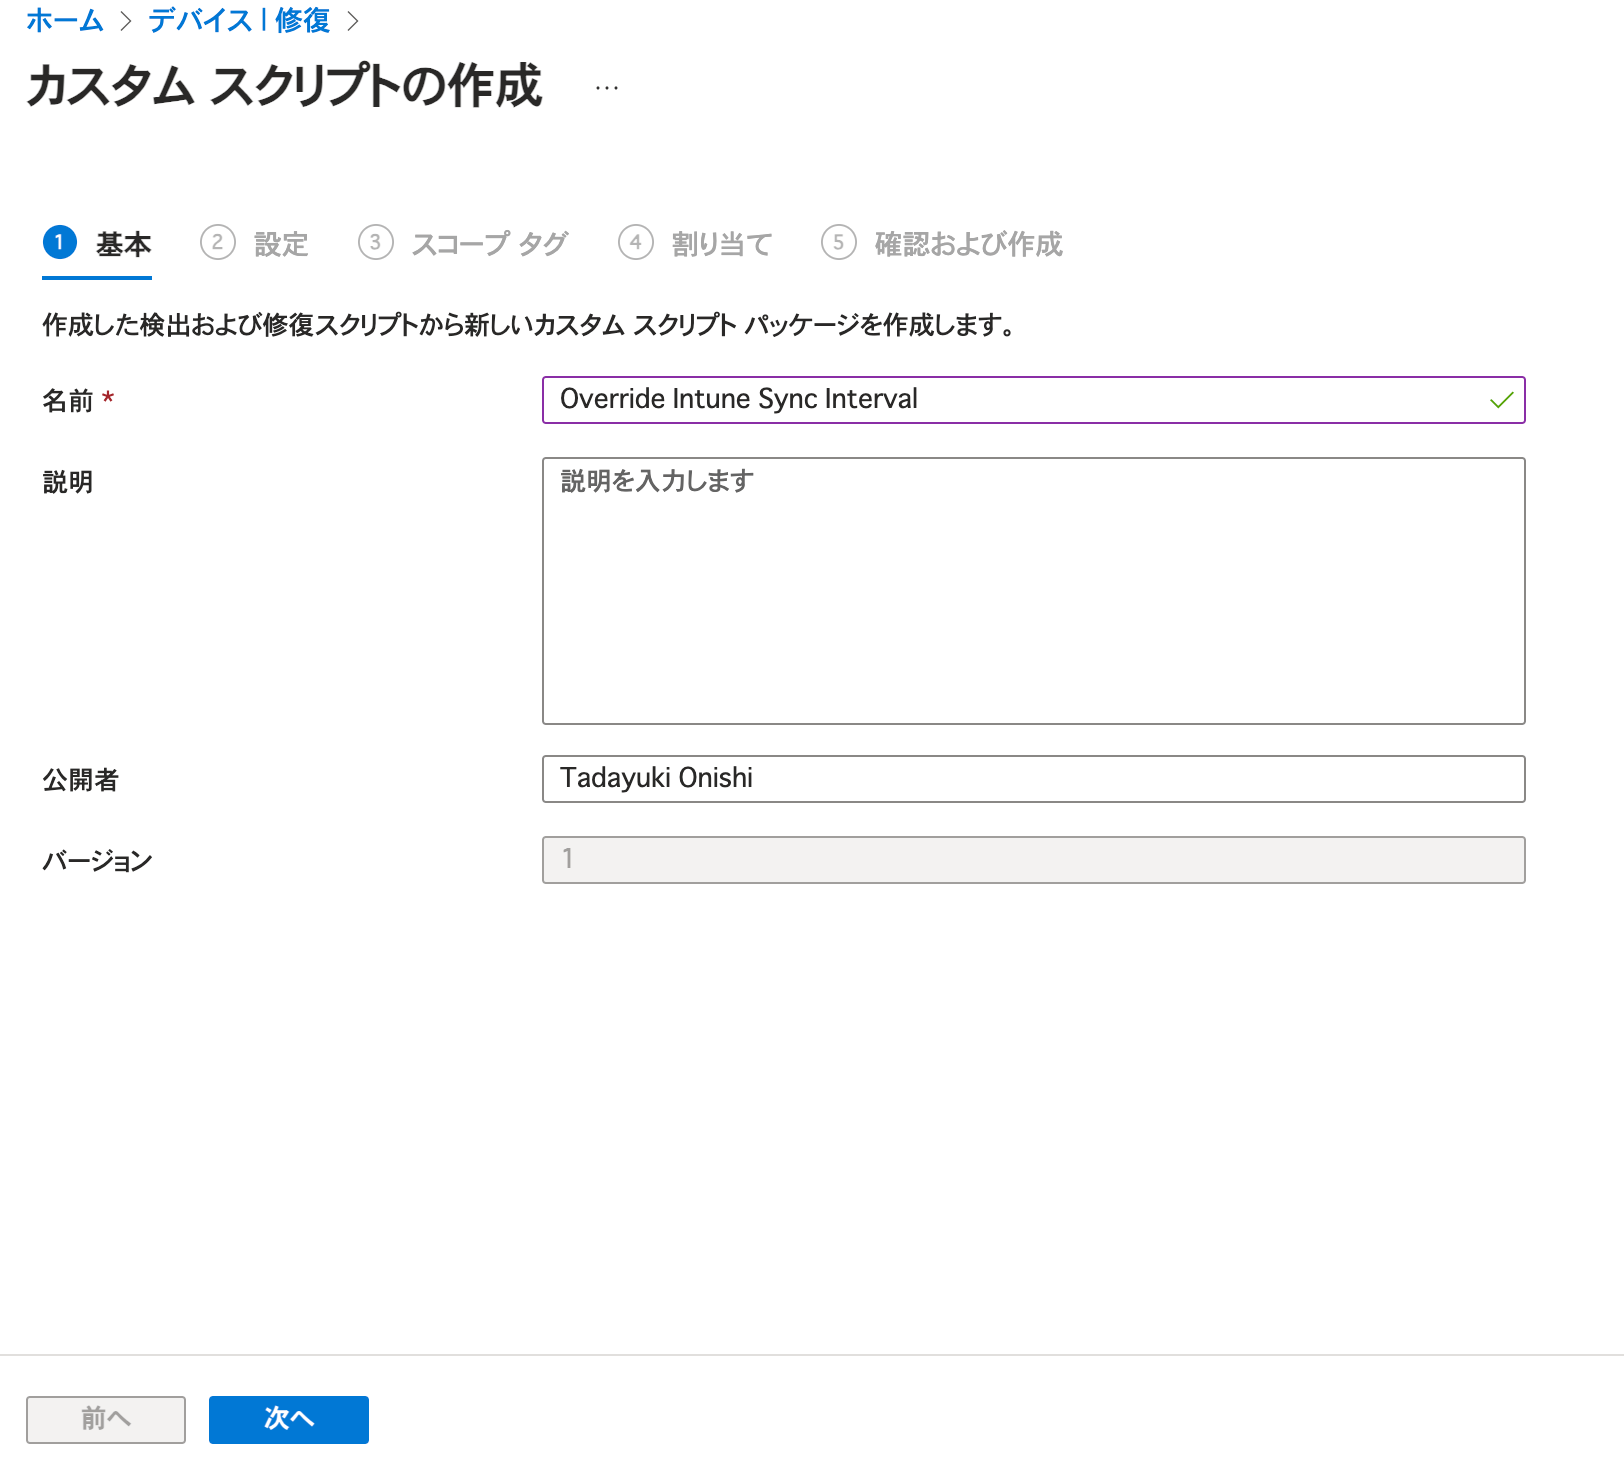 ホーム > デバイス | 修復 >
カスタム スクリプトの作成 ...
1 基本 2 設定 3 スコープ タグ 4 割り当て 5 確認および作成
作成した検出および修復スクリプトから新しいカスタム スクリプト パッケージを作成します。
名前 * Override Intune Sync Interval
説明 説明を入力します
公開者 Tadayuki Onishi
バージョン 1
前へ 次へ